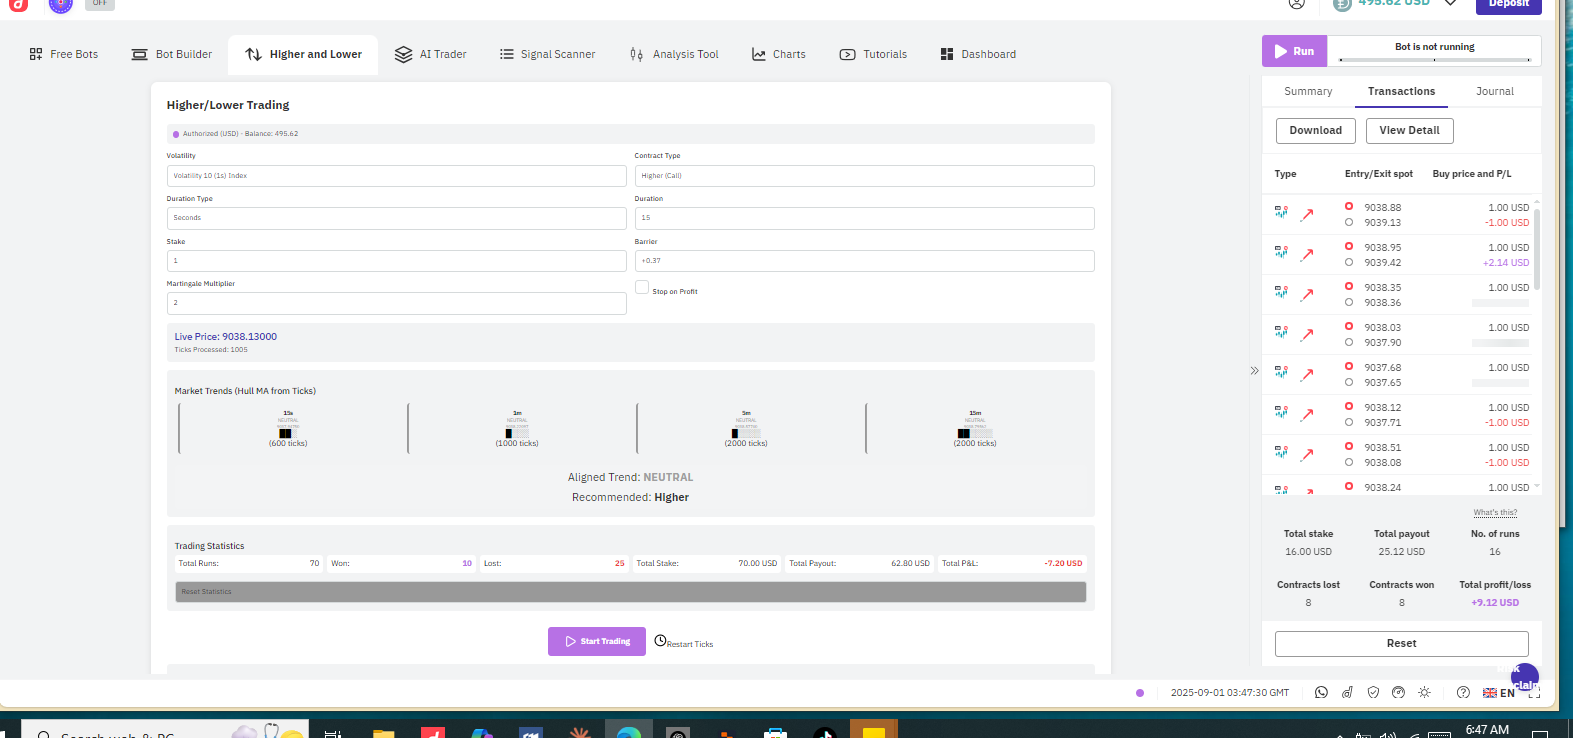 OFF
495.62 USD
Deposit
Free Bots
Bot Builder
Higher and Lower
AI Trader
Signal Scanner
Analysis Tool
Charts
Tutorials
Dashboard
Run
Bot is not running
Higher/Lower Trading
Authorized (USD) - Balance: 495.62
Volatility
Contract Type
Volatility 10 (1s) Index
Higher (Call)
Duration Type
Duration
Seconds
15
Stake
Barrier
1
+0.37
Martingale Multiplier
Stop on Profit
2
Live Price: 9038.13000
Ticks Processed: 1005
Market Trends (Hull MA from Ticks)
15s
NEUTRAL
(600 ticks)
1m
NEUTRAL
(1000 ticks)
5m
NEUTRAL
(2000 ticks)
15m
NEUTRAL
(2000 ticks)
Aligned Trend: NEUTRAL
Recommended: Higher
Trading Statistics
Total Runs: 70
Won: 10
Lost: 25
Total Stake: 70.00 USD
Total Payout: 62.80 USD
Total P&L: -7.20 USD
Reset Statistics
Start Trading
Restart Ticks
Summary
Transactions
Journal
Download
View Detail
Type
Entry/Exit spot
Buy price and P/L
9038.88 1.00 USD
9039.13 -1.00 USD
9038.95 1.00 USD
9039.42 +2.14 USD
9038.35 1.00 USD
9038.36
9038.03 1.00 USD
9037.90
9037.68 1.00 USD
9037.65
9038.12 1.00 USD
9037.71 -1.00 USD
9038.51 1.00 USD
9038.08 -1.00 USD
9038.24 1.00 USD
What's this?
Total stake
Total payout
No. of runs
16.00 USD
25.12 USD
16
Contracts lost
Contracts won
Total profit/loss
8
8
+9.12 USD
Reset
2025-09-01 03:47:30 GMT
EN
6:47 AM